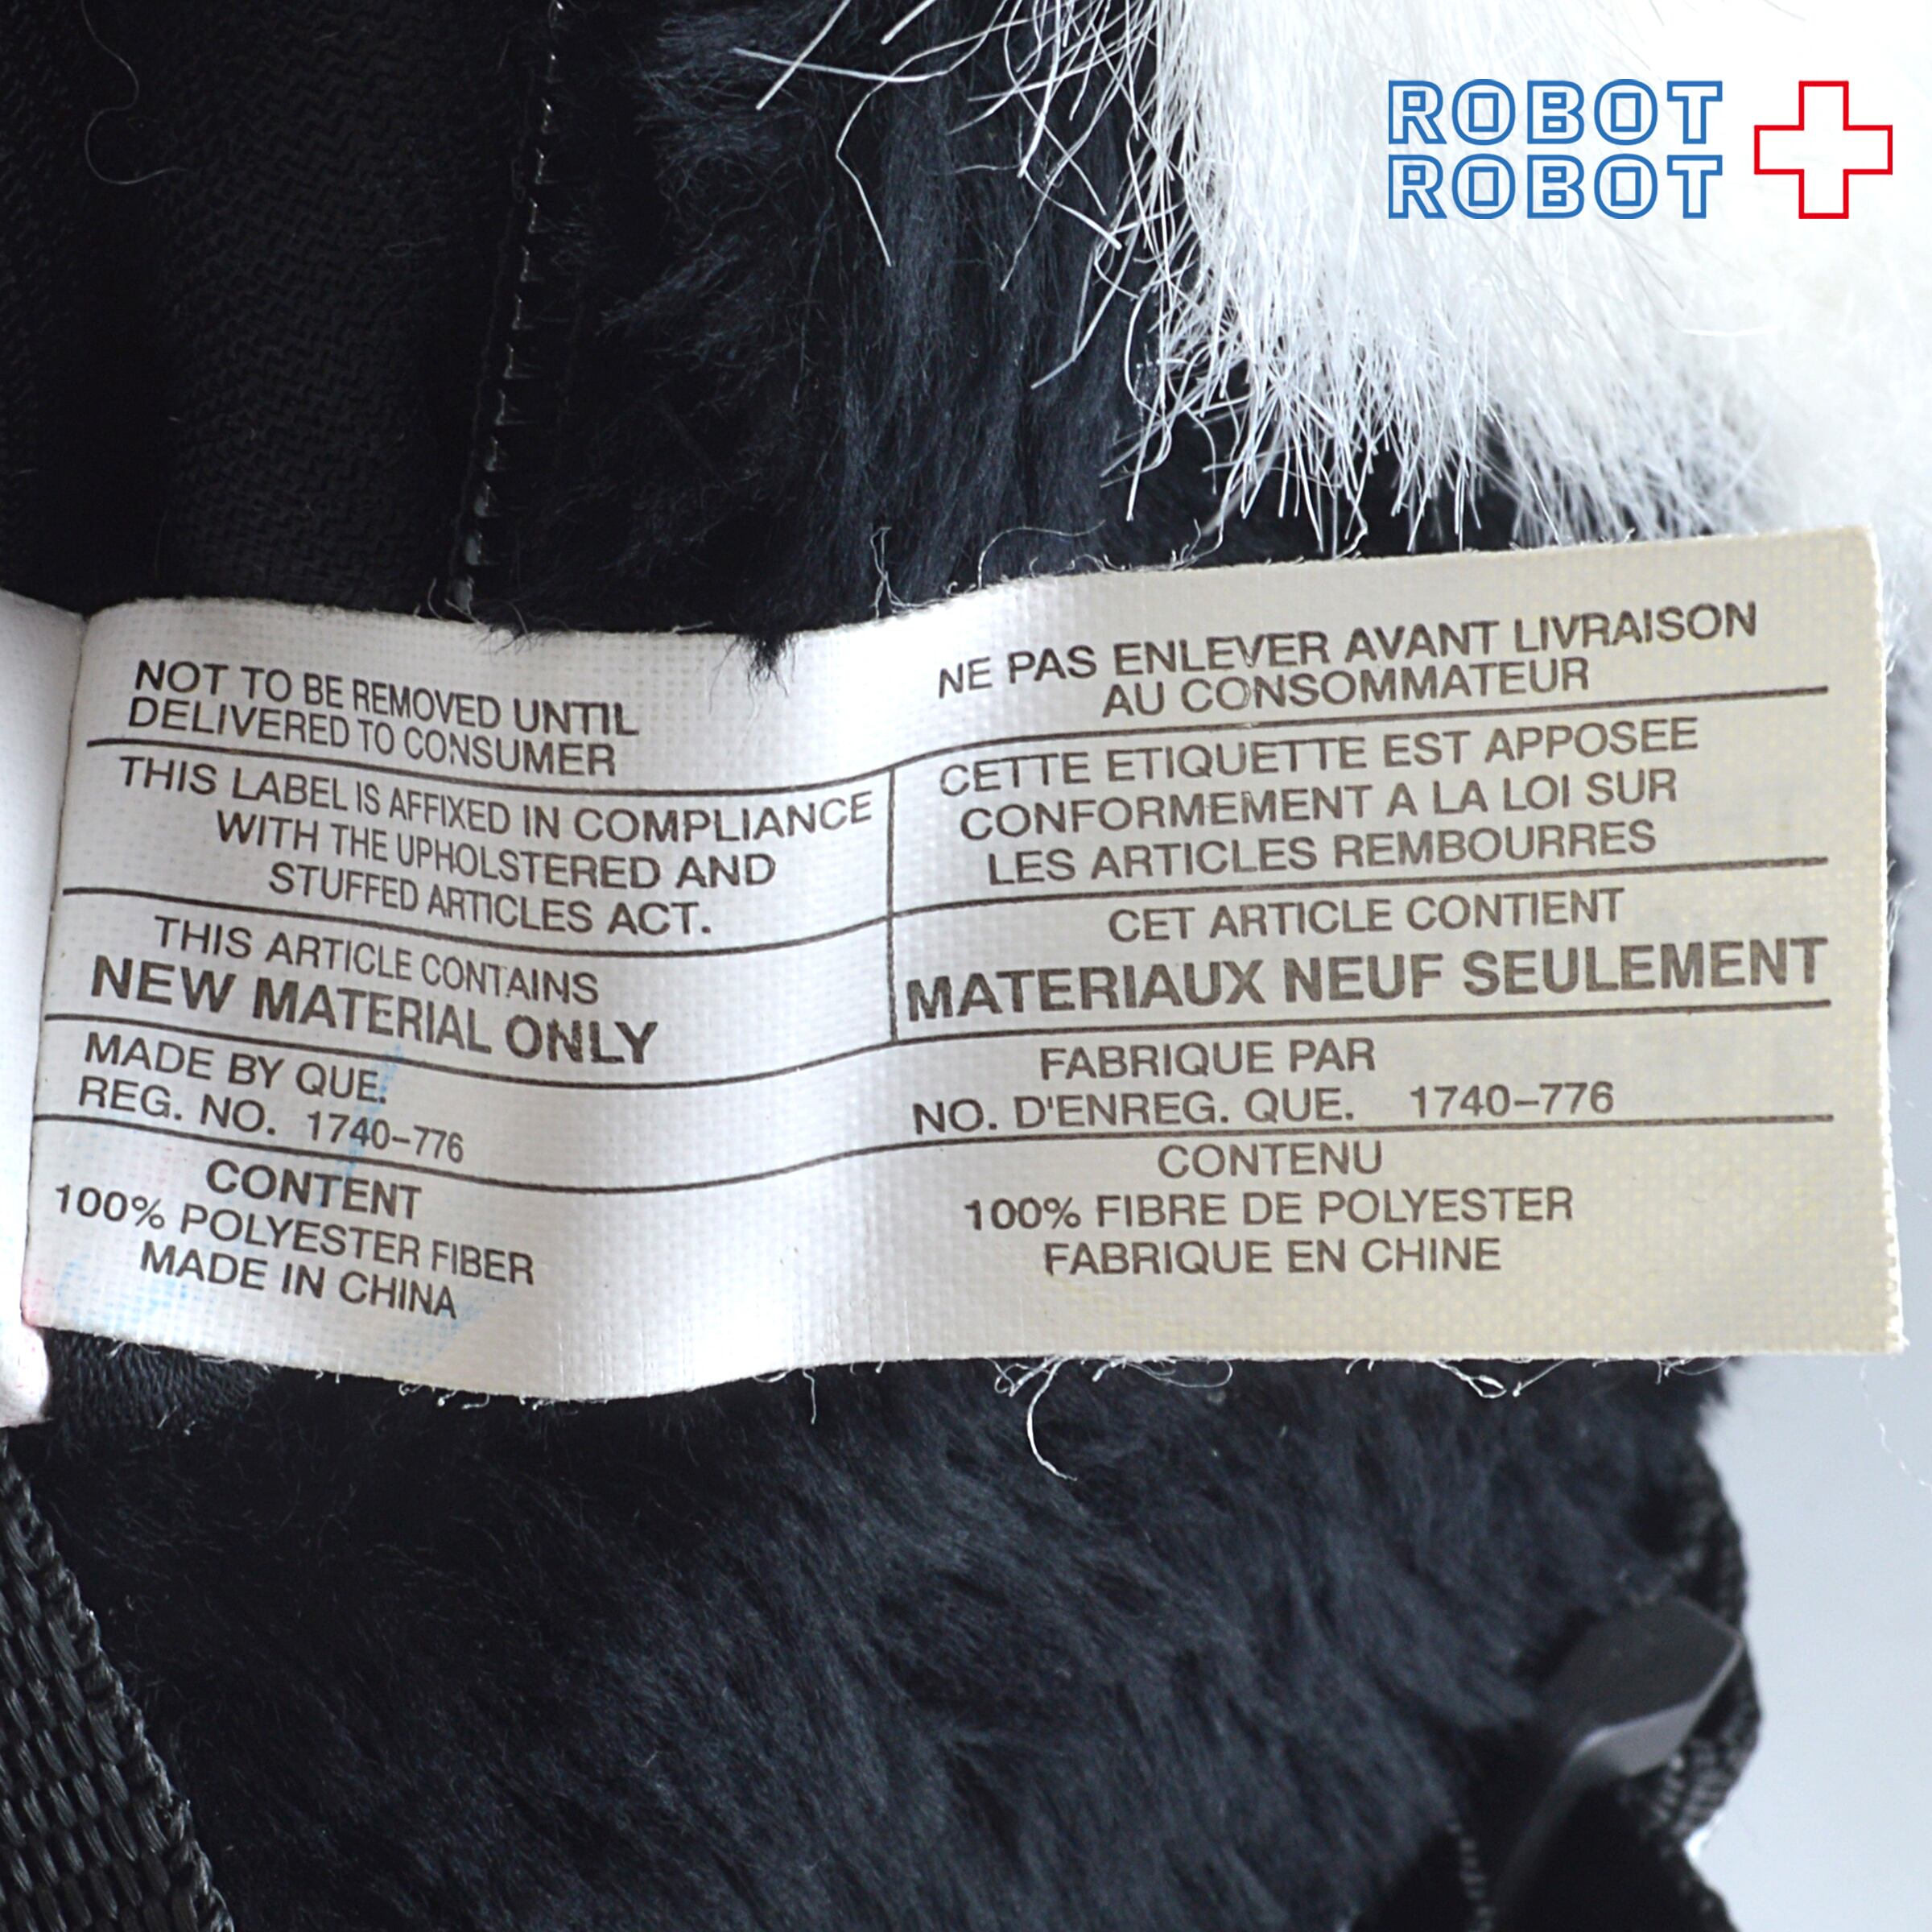 ROBOT
ROBOT
NOT TO BE REMOVED UNTIL
DELIVERED TO CONSUMER
THIS LABEL IS AFFIXED IN COMPLIANCE
WITH THE UPHOLSTERED AND
STUFFED ARTICLES ACT.
THIS ARTICLE CONTAINS
NEW MATERIAL ONLY
MADE BY QUE.
REG. NO. 1740-776
CONTENT
100% POLYESTER FIBER
MADE IN CHINA
NE PAS ENLEVER AVANT LIVRAISON
AU CONSOMMATEUR
CETTE ETIQUETTE EST APPOSEE
CONFORMEMENT A LA LOI SUR
LES ARTICLES REMBOURRES
CET ARTICLE CONTIENT
MATERIAUX NEUF SEULEMENT
FABRIQUE PAR
NO. D'ENREG. QUE. 1740-776
CONTENU
100% FIBRE DE POLYESTER
FABRIQUE EN CHINE